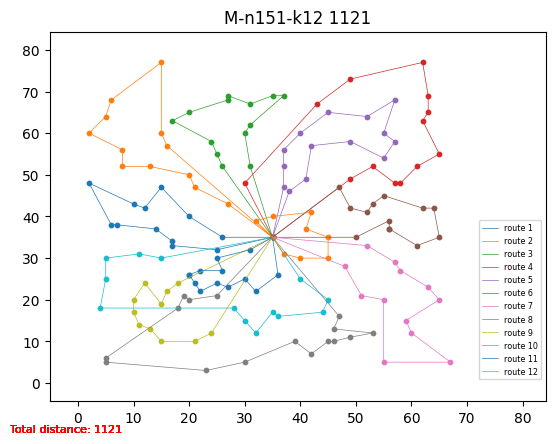 M-n151-k12 1121
80
70
60
50
40
30
20
10
0
0 10 20 30 40 50 60 70 80
route 1
route 2
route 3
route 4
route 5
route 6
route 7
route 8
route 9
route 10
route 11
route 12
Total distance: 1121